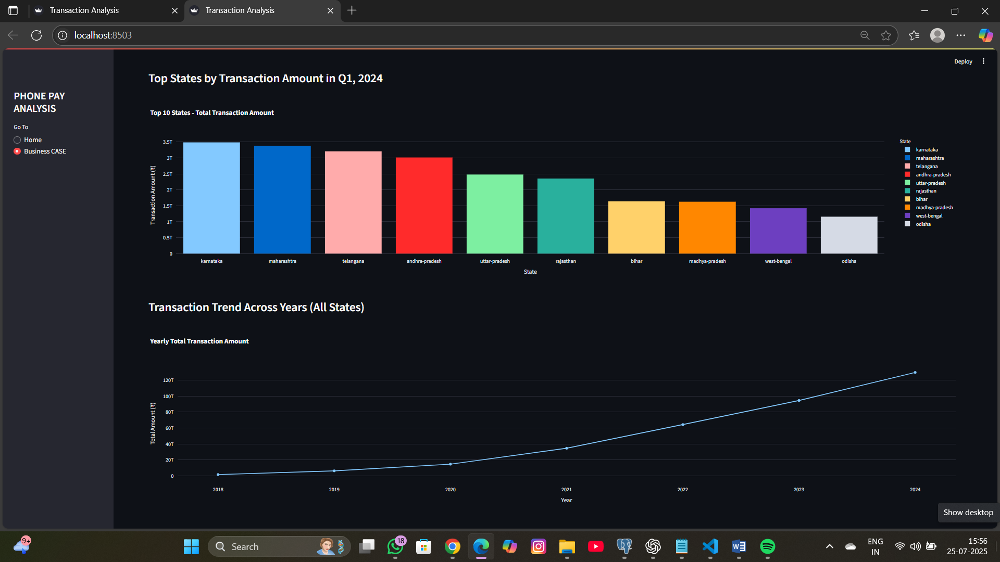 Transaction Analysis
Transaction Analysis
localhost:8503
Deploy
PHONE PAY
ANALYSIS
Go To
Home
Business CASE
Top States by Transaction Amount in Q1, 2024
Top 10 States - Total Transaction Amount
Transaction Amount (₹)
3.5T
3T
2.5T
2T
1.5T
1T
0.5T
0
karnataka
maharashtra
telangana
andhra-pradesh
uttar-pradesh
rajasthan
bihar
madhya-pradesh
west-bengal
odisha
State
State
karnataka
maharashtra
telangana
andhra-pradesh
uttar-pradesh
rajasthan
bihar
madhya-pradesh
west-bengal
odisha
Transaction Trend Across Years (All States)
Yearly Total Transaction Amount
Total Amount (₹)
120T
100T
80T
60T
40T
20T
0
2018
2019
2020
2021
2022
2023
2024
Year
Show desktop
9+
Search
18
ENG
IN
15:56
25-07-2025